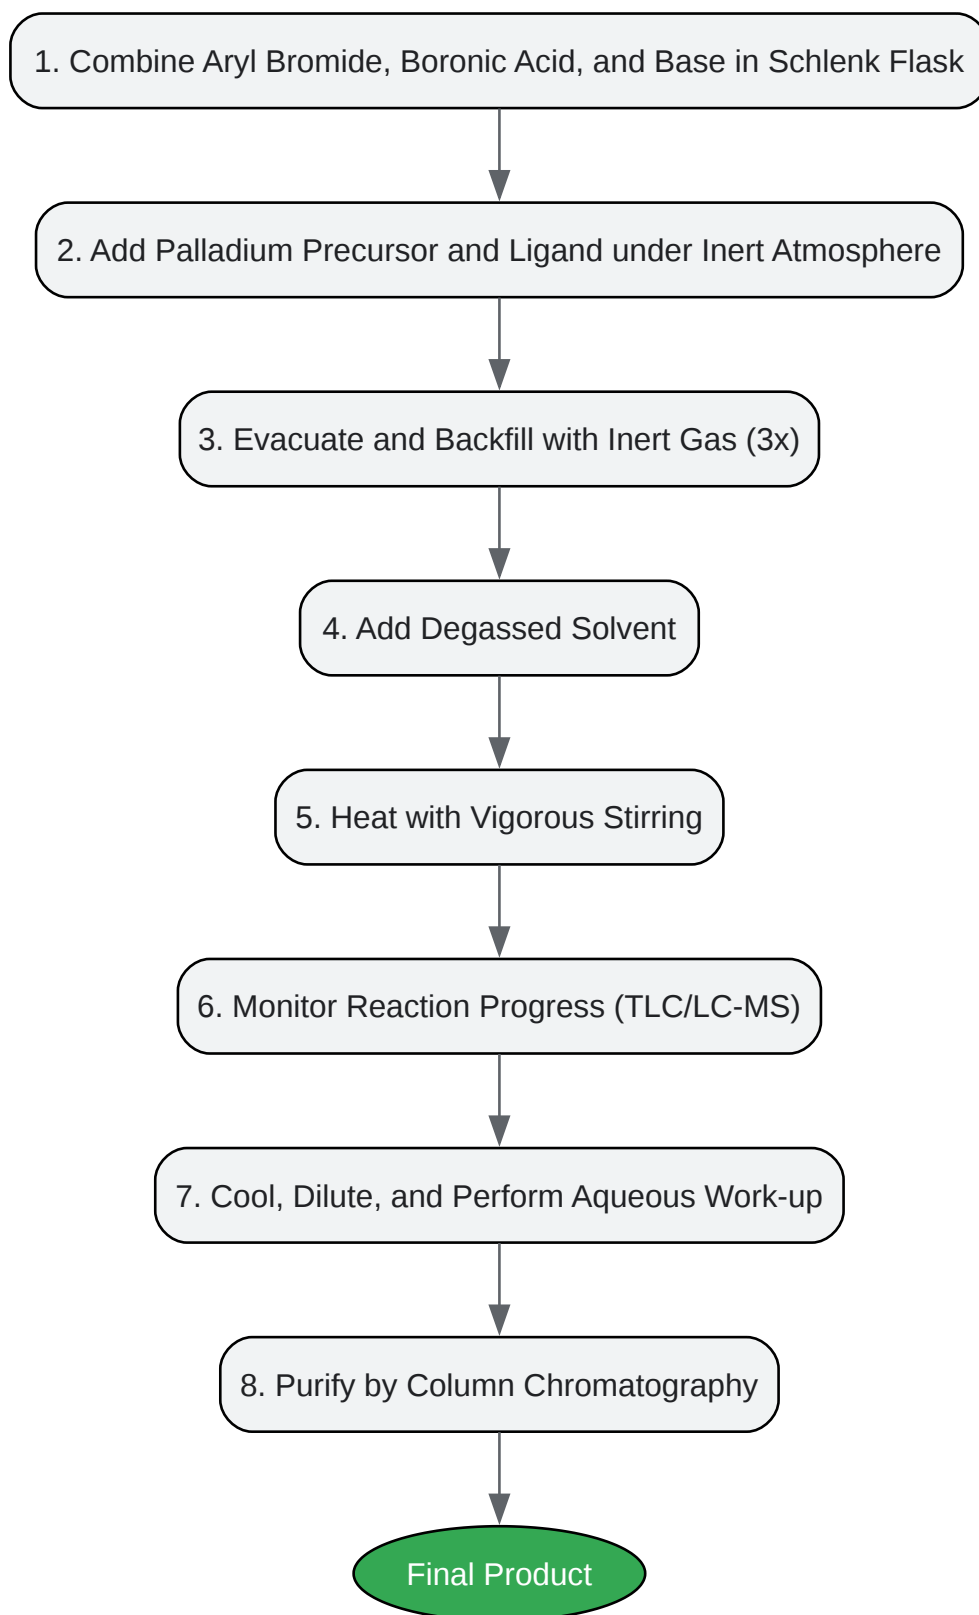 1. Combine Aryl Bromide, Boronic Acid, and Base in Schlenk Flask
2. Add Palladium Precursor and Ligand under Inert Atmosphere
3. Evacuate and Backfill with Inert Gas (3x)
4. Add Degassed Solvent
5. Heat with Vigorous Stirring
6. Monitor Reaction Progress (TLC/LC-MS)
7. Cool, Dilute, and Perform Aqueous Work-up
8. Purify by Column Chromatography
Final Product